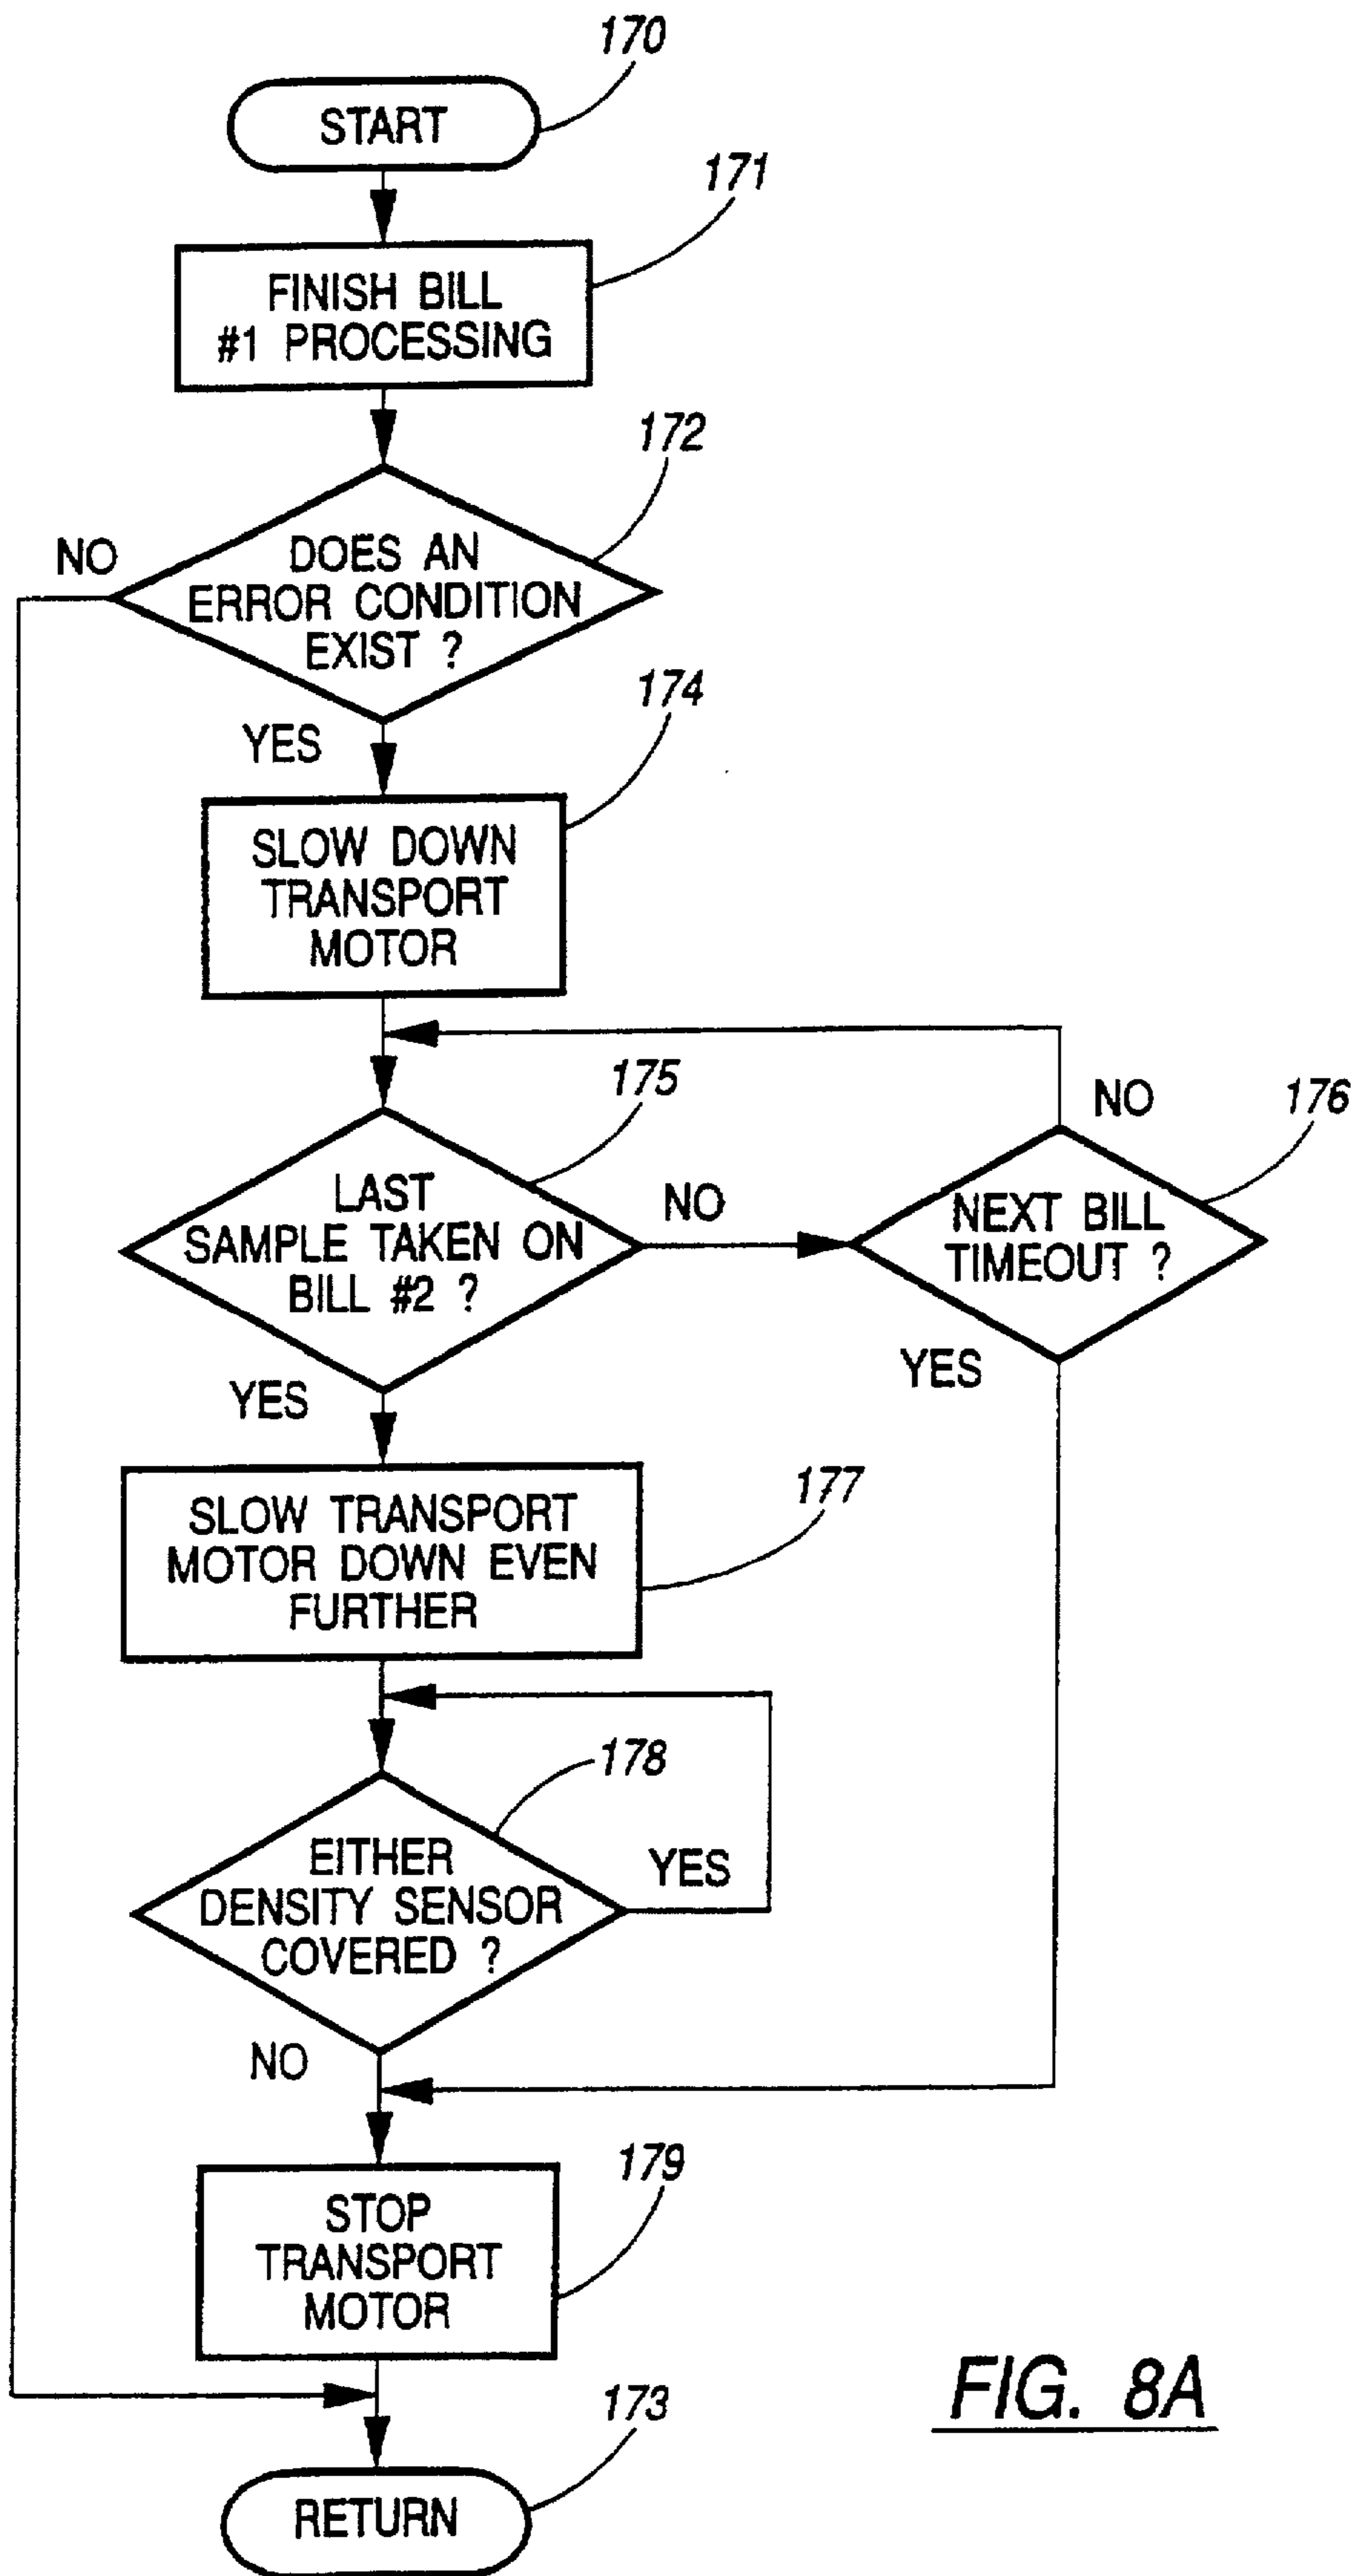 170
START
171
FINISH BILL
#1 PROCESSING
172
NO
DOES AN
ERROR CONDITION
EXIST ?
174
YES
SLOW DOWN
TRANSPORT
MOTOR
175
NO
176
LAST
SAMPLE TAKEN ON
BILL #2 ?
NO
NEXT BILL
TIMEOUT ?
YES
YES
SLOW TRANSPORT
MOTOR DOWN EVEN
FURTHER
177
178
EITHER
DENSITY SENSOR
COVERED ?
YES
NO
179
STOP
TRANSPORT
MOTOR
173
RETURN
FIG. 8A